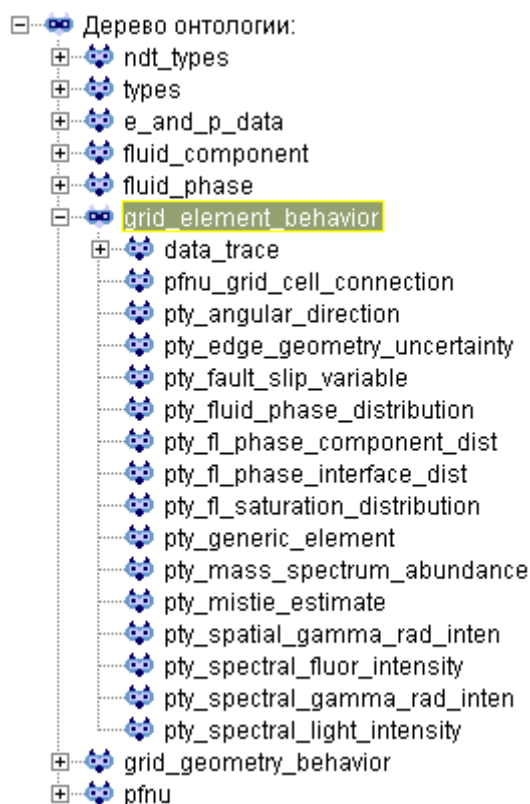 Дерево онтологии:
ndt_types
types
e_and_p_data
fluid_component
fluid_phase
grid_element_behavior
data_trace
pfnu_grid_cell_connection
pty_angular_direction
pty_edge_geometry_uncertainty
pty_fault_slip_variable
pty_fluid_phase_distribution
pty_fl_phase_component_dist
pty_fl_phase_interface_dist
pty_fl_saturation_distribution
pty_generic_element
pty_mass_spectrum_abundance
pty_mistie_estimate
pty_spatial_gamma_rad_inten
pty_spectral_fluor_intensity
pty_spectral_gamma_rad_inten
pty_spectral_light_intensity
grid_geometry_behavior
pfnu